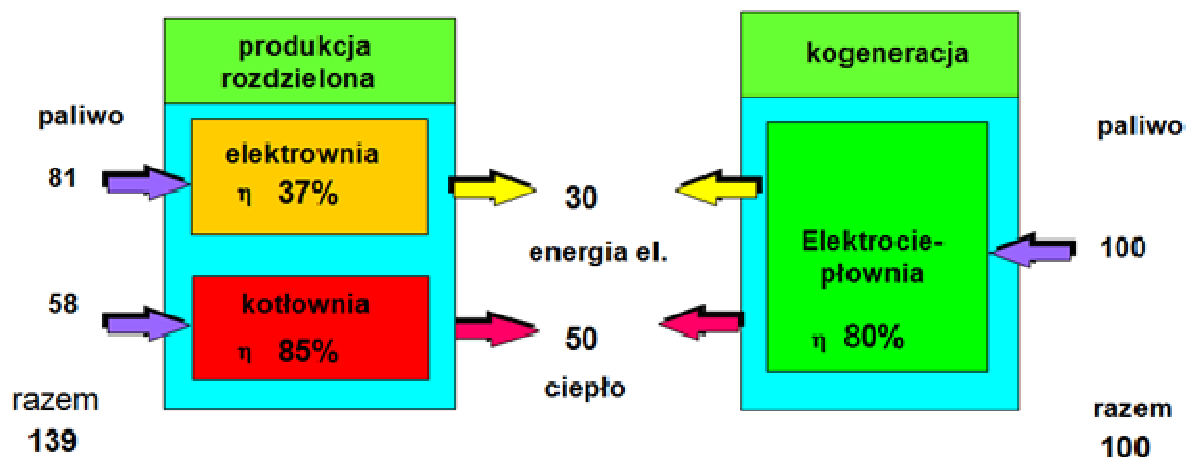 produkcja
rozdzielona
paliwo
elektrownia
81
η 37%
58
kotłownia
η 85%
razem
139
30
energia el.
50
ciepło
kogeneracja
paliwo
Elektrocie-
płownia
100
η 80%
razem
100